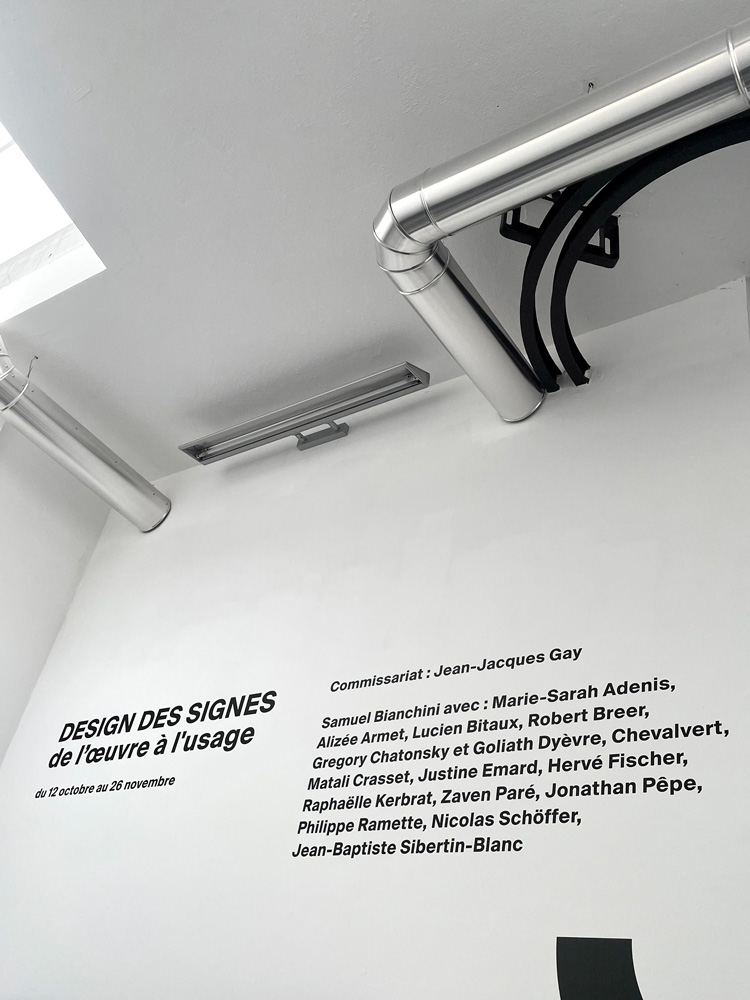 DESIGN DES SIGNES
de l'œuvre à l'usage
du 12 octobre au 26 novembre
Commissariat : Jean-Jacques Gay
Samuel Bianchini avec : Marie-Sarah Adenis,
Alizée Armet, Lucien Bitaux, Robert Breer,
Gregory Chatonsky et Goliath Dyèvre, Chevalvert,
Matali Crasset, Justine Emard, Hervé Fischer,
Raphaëlle Kerbrat, Zaven Paré, Jonathan Pêpe,
Philippe Ramette, Nicolas Schöffer,
Jean-Baptiste Sibertin-Blanc